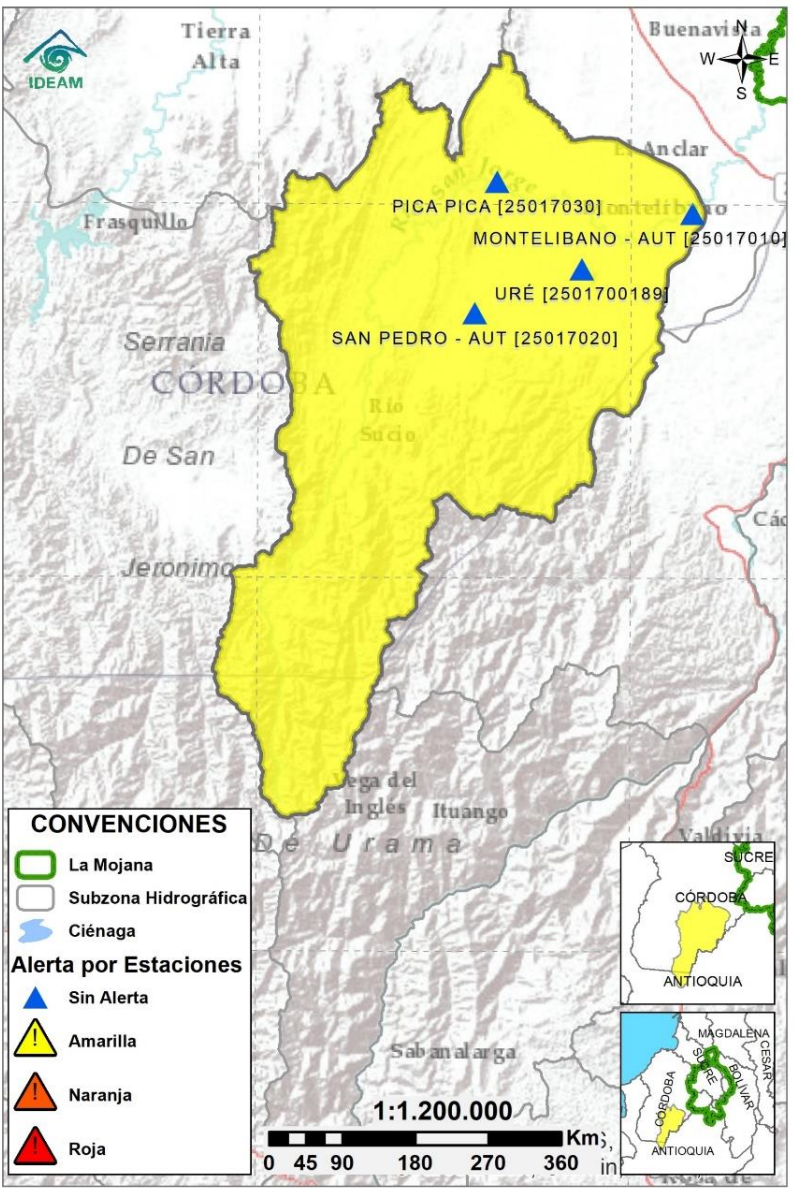 IDEAM
Tierra
Alta
Buenavista
N
W
E
S
El Anclar
PICA PICA [25017030]
Montelibano
Frasquillo
MONTELIBANO - AUT [25017010]
URÉ [2501700189]
SAN PEDRO - AUT [25017020]
Serrania
CÓRDOBA
Río
Sucio
De San
Jeronimo
Vega del
Inglés
Ituango
De Urama
Valdivia
CONVENCIONES
La Mojana
Subzona Hidrográfica
Ciénaga
Alerta por Estaciones
Sin Alerta
Amarilla
Naranja
Roja
SUCRE
CÓRDOBA
ANTIOQUIA
MAGDALENA
CESAR
SUCRE
BOLÍVAR
CÓRDOBA
ANTIOQUIA
Sabanalarga
1:1.200.000
Km
0 45 90 180 270 360